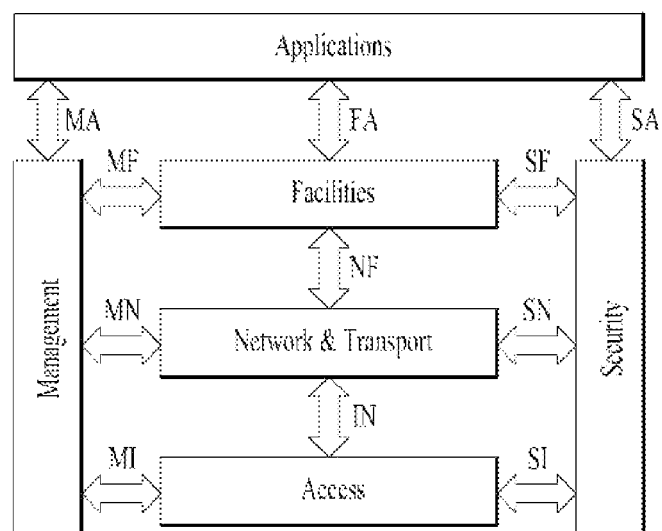 Applications
MA
FA
SA
MF
SF
Facilities
NF
Management
MN
SN
Security
Network & Transport
IN
MI
SI
Access